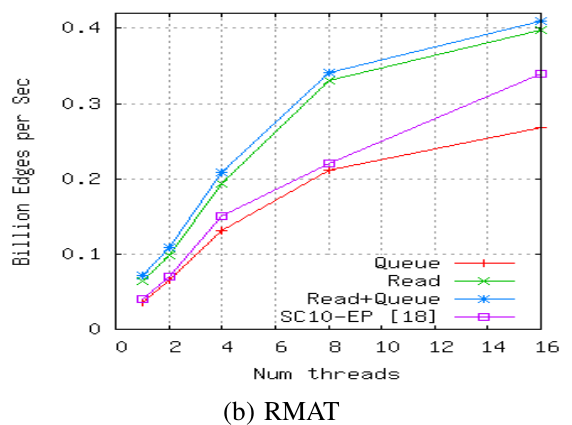 0.4
0.3
0.2
0.1
0
Billion Edges per Sec
Queue
Read
Read+Queue
SC10-EP [18]
0 2 4 6 8 10 12 14 16
Num threads
(b) RMAT